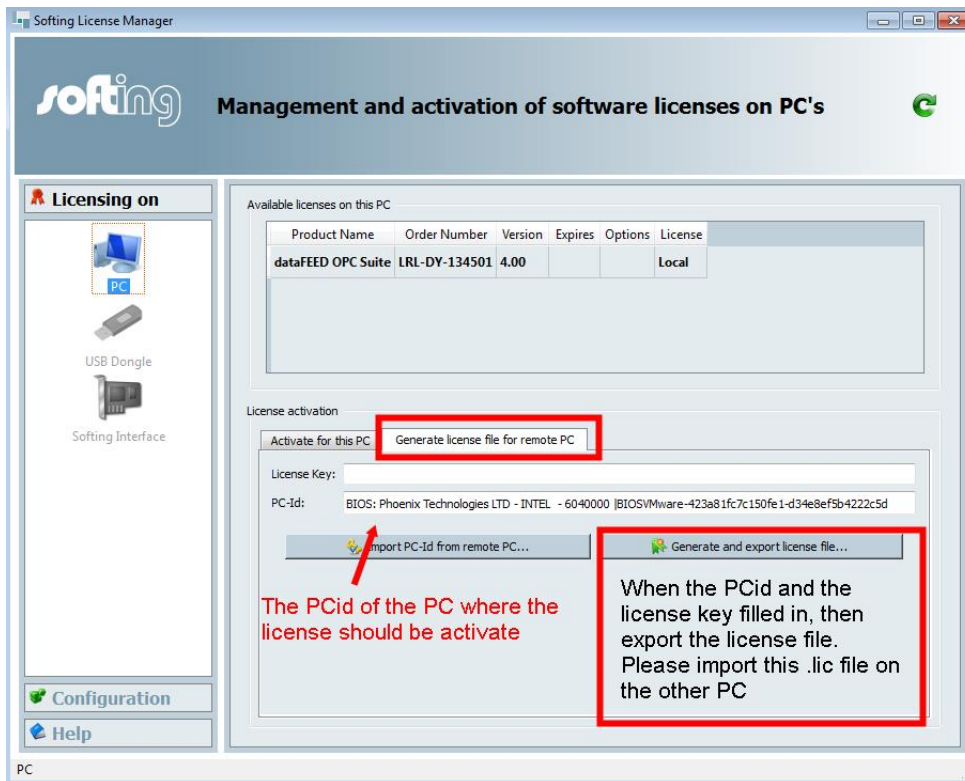 Softing License Manager
softing
Management and activation of software licenses on PC's
Licensing on
PC
USB Dongle
Softing Interface
Configuration
Help
Available licenses on this PC
Product Name Order Number Version Expires Options License
dataFEED OPC Suite LRL-DY-134501 4.00 Local
License activation
Activate for this PC Generate license file for remote PC
License Key:
PC-Id: BIOS: Phoenix Technologies LTD - INTEL - 6040000 |BIOSVMware-423a81fc7c150fe1-d34e8ef5b4222c5d
Import PC-Id from remote PC... Generate and export license file...
The PCid of the PC where the
license should be activate
When the PCid and the
license key filled in, then
export the license file.
Please import this .lic file on
the other PC
PC